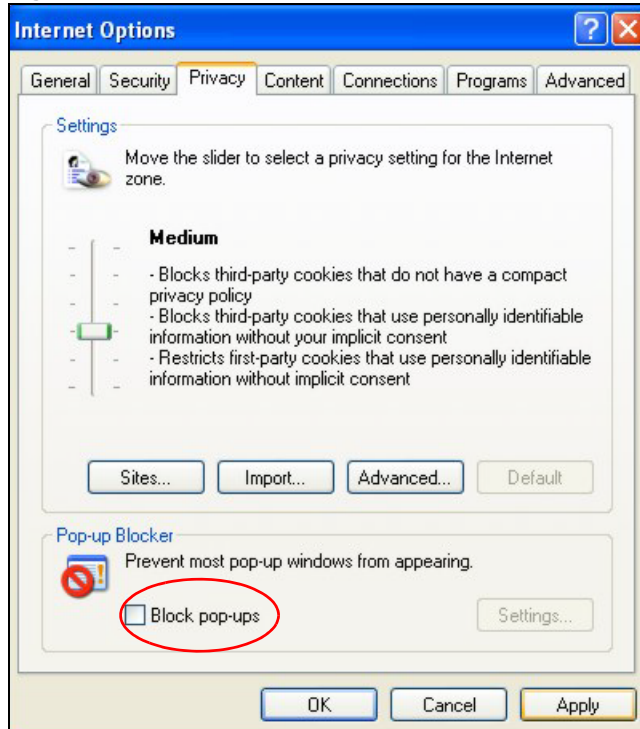 Internet Options
General Security Privacy Content Connections Programs Advanced
Settings
Move the slider to select a privacy setting for the Internet
zone.
Medium
- Blocks third-party cookies that do not have a compact
privacy policy
- Blocks third-party cookies that use personally identifiable
information without your implicit consent
- Restricts first-party cookies that use personally identifiable
information without implicit consent
Sites... Import... Advanced... Default
Pop-up Blocker
Prevent most pop-up windows from appearing.
Block pop-ups Settings...
OK Cancel Apply